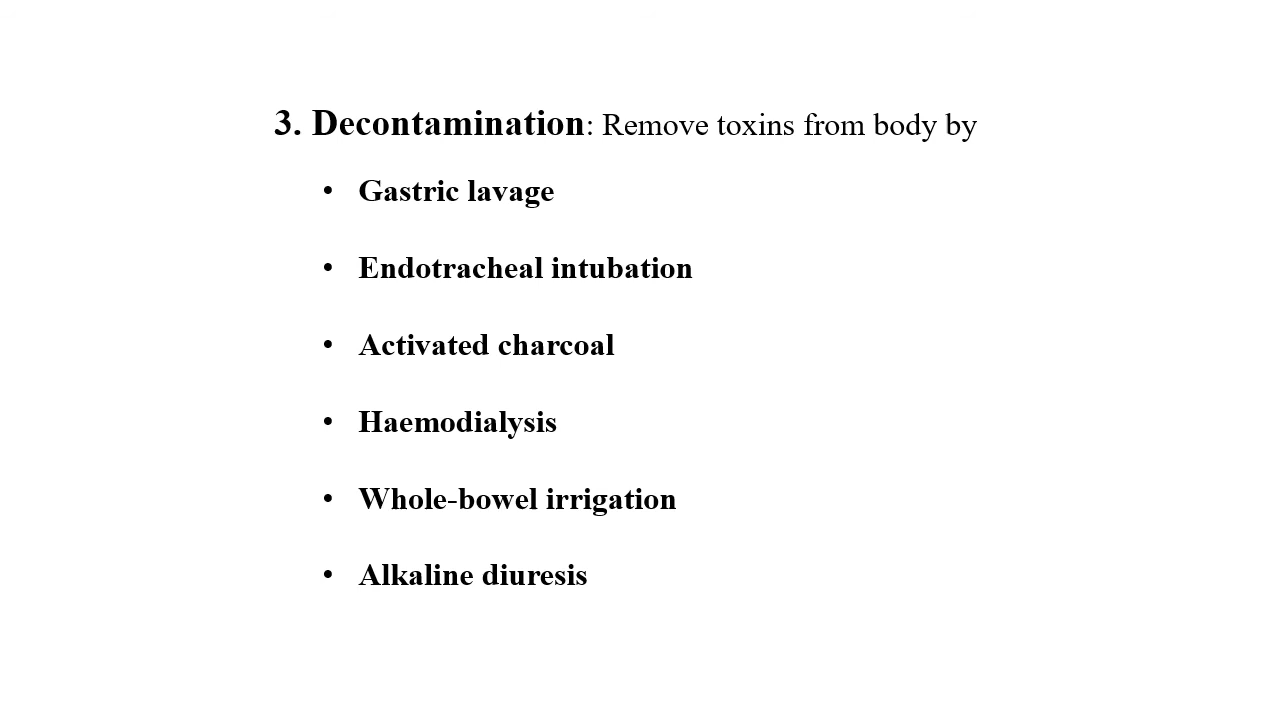 3. Decontamination: Remove toxins from body by
• Gastric lavage
• Endotracheal intubation
• Activated charcoal
• Haemodialysis
• Whole-bowel irrigation
• Alkaline diuresis